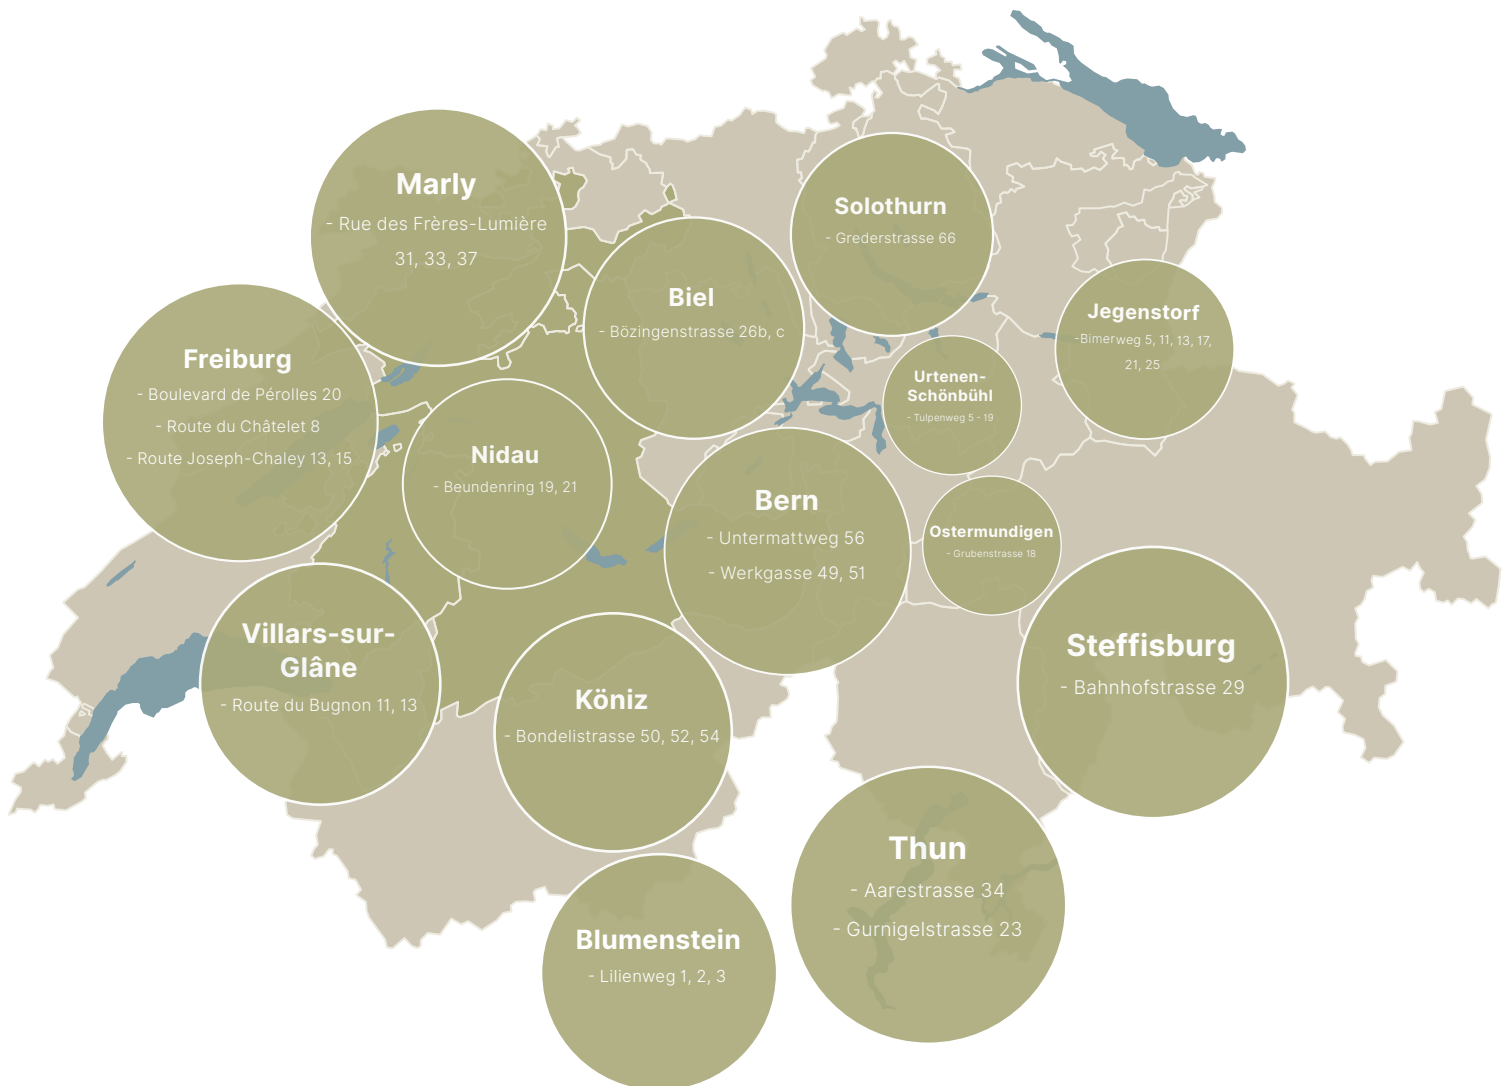 Marly
- Rue des Frères-Lumière
31, 33, 37
Solothurn
- Grederstrasse 66
Biel
- Bözingenstrasse 26b, c
Jegenstorf
-Bimerweg 5, 11, 13, 17,
21, 25
Freiburg
- Boulevard de Pérolles 20
- Route du Châtelet 8
- Route Joseph-Chaley 13, 15
Urtenen-
Schönbühl
- Tulpenweg 5 - 19
Nidau
- Beundenring 19, 21
Bern
- Untermattweg 56
- Werkgasse 49, 51
Ostermundigen
- Grubenstrasse 18
Villars-sur-
Glâne
- Route du Bugnon 11, 13
Steffisburg
- Bahnhofstrasse 29
Köniz
- Bondelistrasse 50, 52, 54
Thun
- Aarestrasse 34
- Gurnigelstrasse 23
Blumenstein
- Lilienweg 1, 2, 3